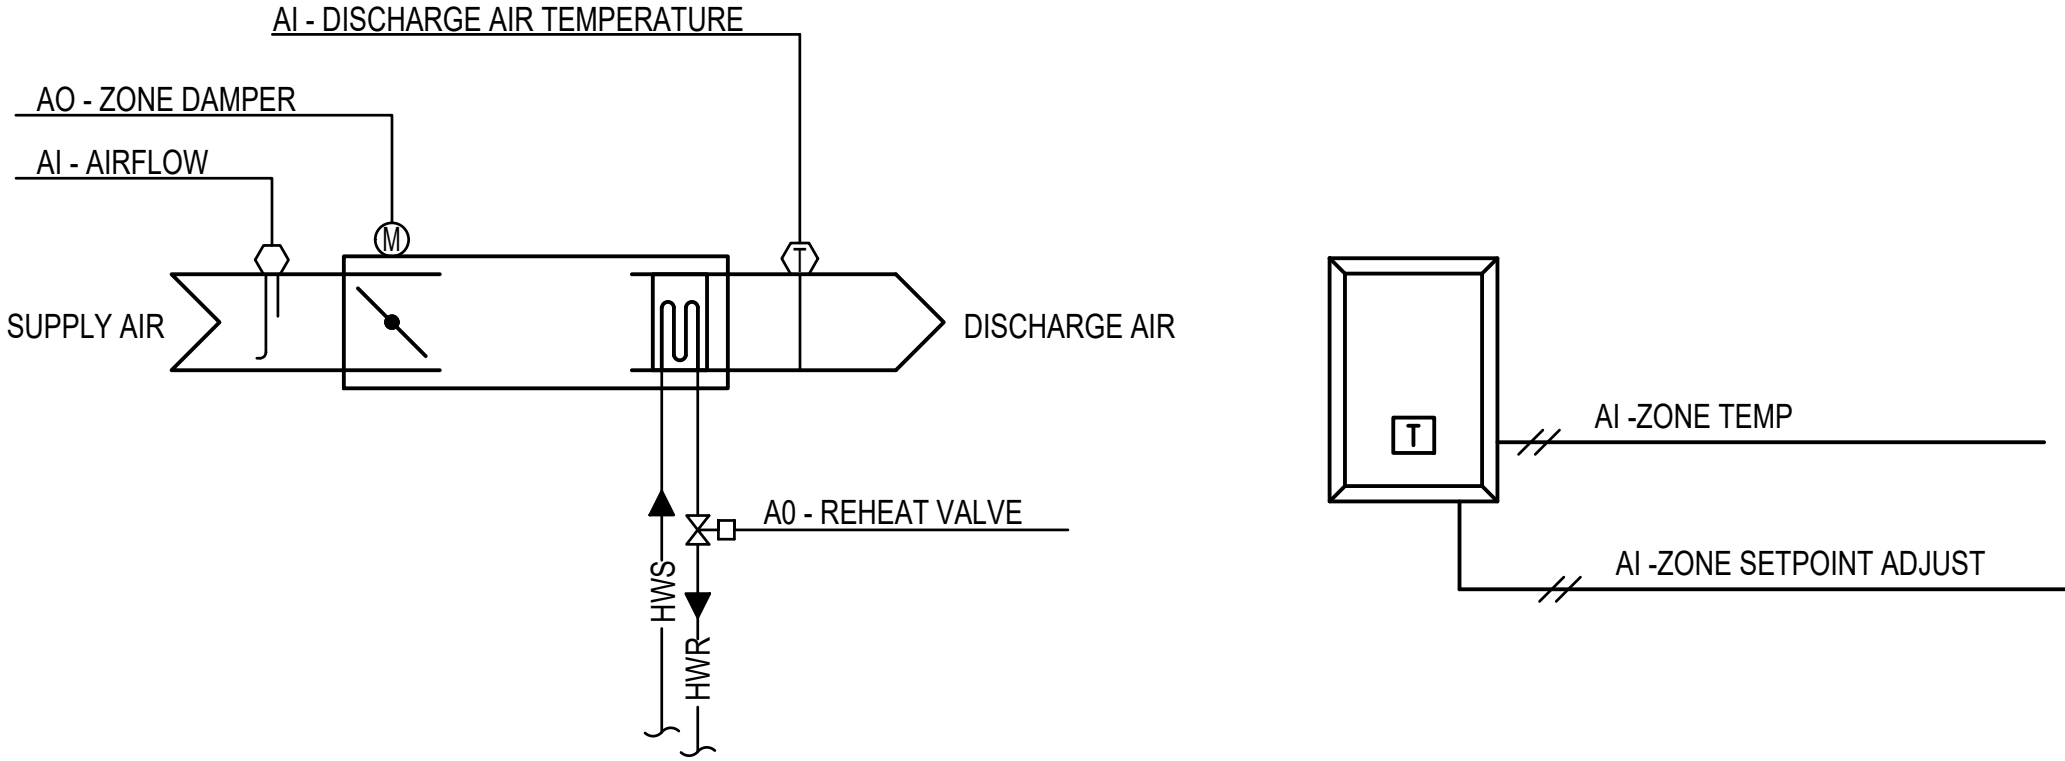 AI - DISCHARGE AIR TEMPERATURE
AO - ZONE DAMPER
AI - AIRFLOW
M
T
SUPPLY AIR
DISCHARGE AIR
AI -ZONE TEMP
T
A0 - REHEAT VALVE
AI -ZONE SETPOINT ADJUST
HWS
HWR